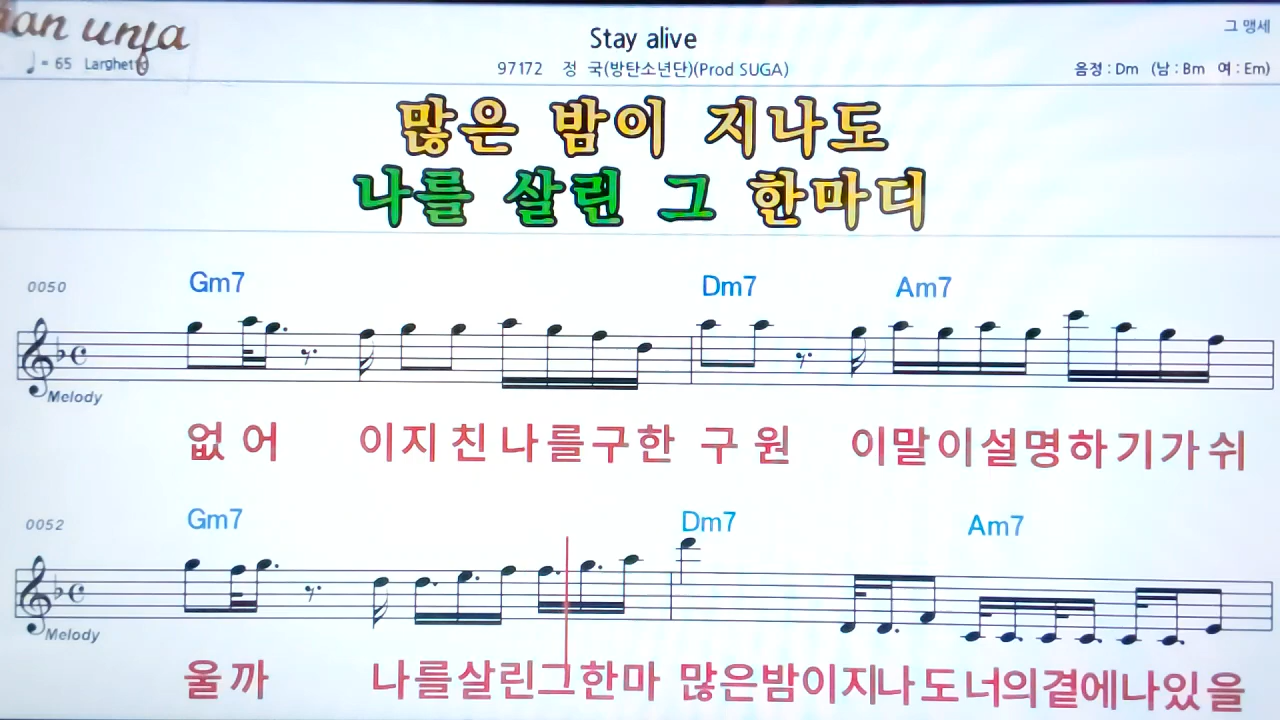 Stay alive
그 맹세
♩= 65 Larghetto
97172 정 국(방탄소년단)(Prod SUGA)
음정 : Dm (남 : Bm 여 : Em)
많은 밤이 지나도
나를 살린 그 한마디
0050 Gm7 Dm7 Am7
Melody
없 어 이지 친 나 를구한 구 원 이말이설명하 기가 쉬
0052 Gm7 Dm7 Am7
Melody
울 까 나를살린그한마 많은밤이지나 도너의곁에나있 을